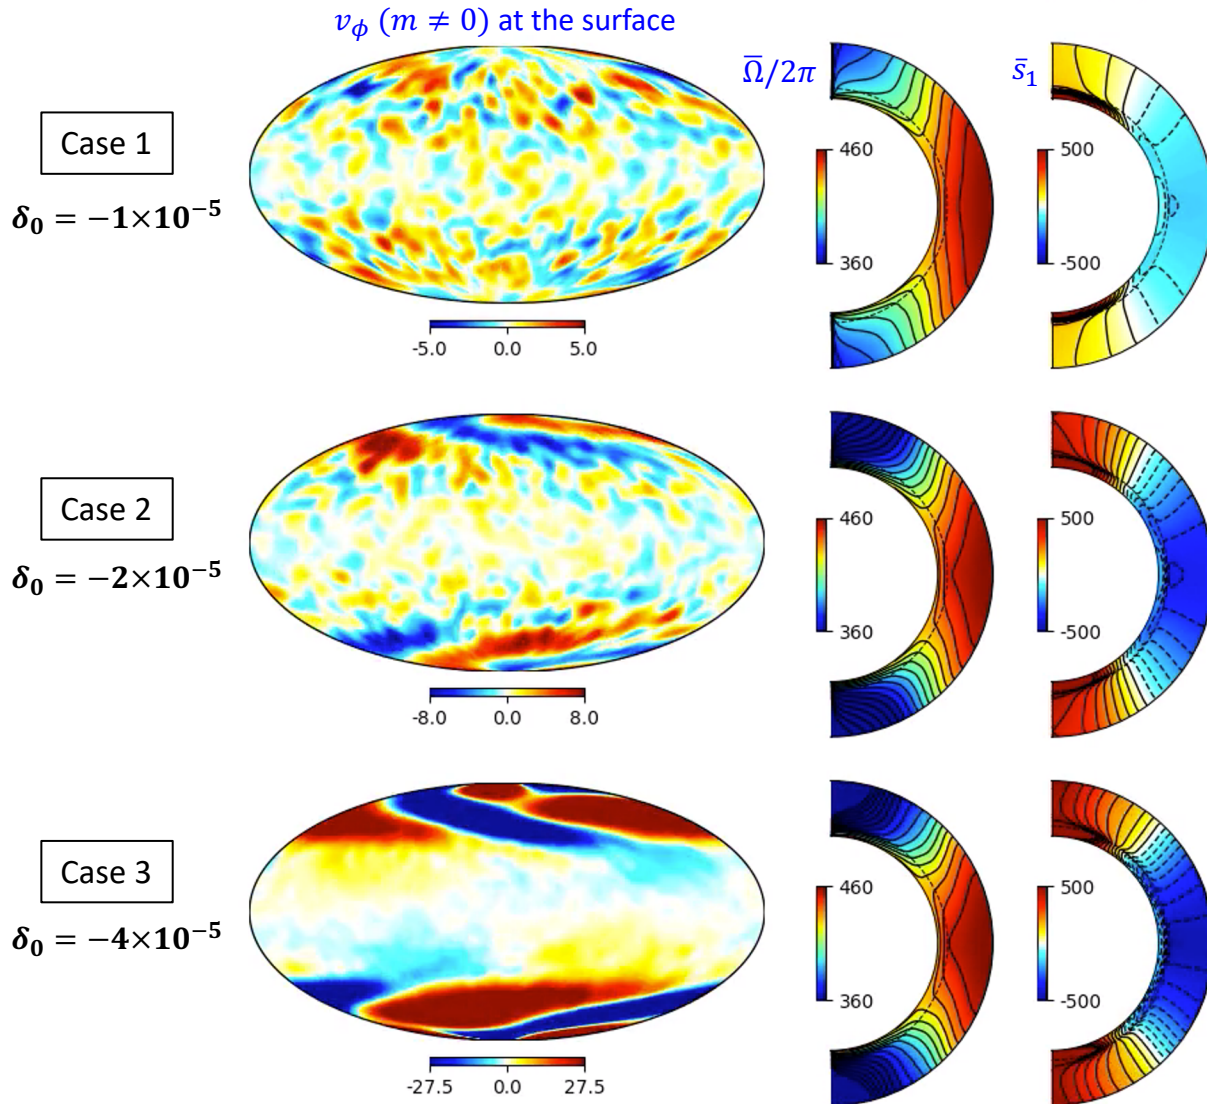 v_ϕ (m ≠ 0) at the surface
Ω̄/2π
s̄₁
Case 1
δ₀ = −1×10⁻⁵
460
360
500
-500
-5.0 0.0 5.0
Case 2
δ₀ = −2×10⁻⁵
460
360
500
-500
-8.0 0.0 8.0
Case 3
δ₀ = −4×10⁻⁵
460
360
500
-500
-27.5 0.0 27.5